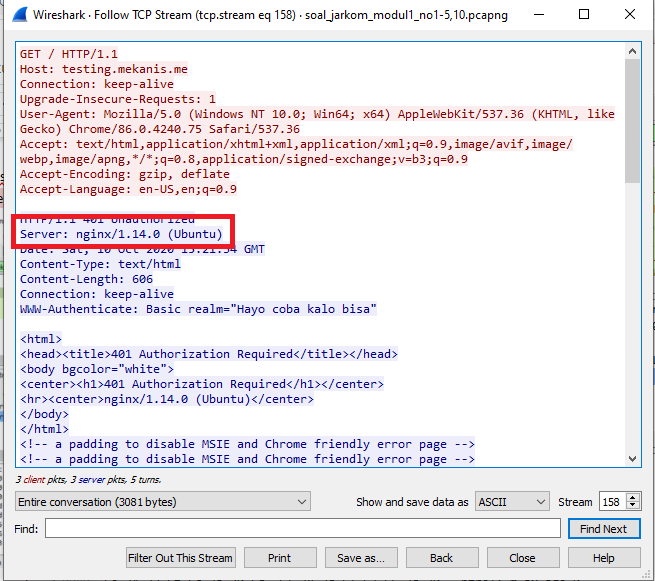 Wireshark · Follow TCP Stream (tcp.stream eq 158) · soal_jarkom_modul1_no1-5,10.pcapng
GET / HTTP/1.1
Host: testing.mekanis.me
Connection: keep-alive
Upgrade-Insecure-Requests: 1
User-Agent: Mozilla/5.0 (Windows NT 10.0; Win64; x64) AppleWebKit/537.36 (KHTML, like
Gecko) Chrome/86.0.4240.75 Safari/537.36
Accept: text/html,application/xhtml+xml,application/xml;q=0.9,image/avif,image/
webp,image/apng,*/*;q=0.8,application/signed-exchange;v=b3;q=0.9
Accept-Encoding: gzip, deflate
Accept-Language: en-US,en;q=0.9
HTTP/1.1 401 Unauthorized
Server: nginx/1.14.0 (Ubuntu)
Date: Sat, 10 Oct 2020 15:21:54 GMT
Content-Type: text/html
Content-Length: 606
Connection: keep-alive
WWW-Authenticate: Basic realm="Hayo coba kalo bisa"
<html>
<head><title>401 Authorization Required</title></head>
<body bgcolor="white">
<center><h1>401 Authorization Required</h1></center>
<hr><center>nginx/1.14.0 (Ubuntu)</center>
</body>
</html>
<!-- a padding to disable MSIE and Chrome friendly error page -->
<!-- a padding to disable MSIE and Chrome friendly error page -->
3 client pkts, 3 server pkts, 5 turns.
Entire conversation (3081 bytes) Show and save data as ASCII Stream 158
Find: Find Next
Filter Out This Stream Print Save as... Back Close Help